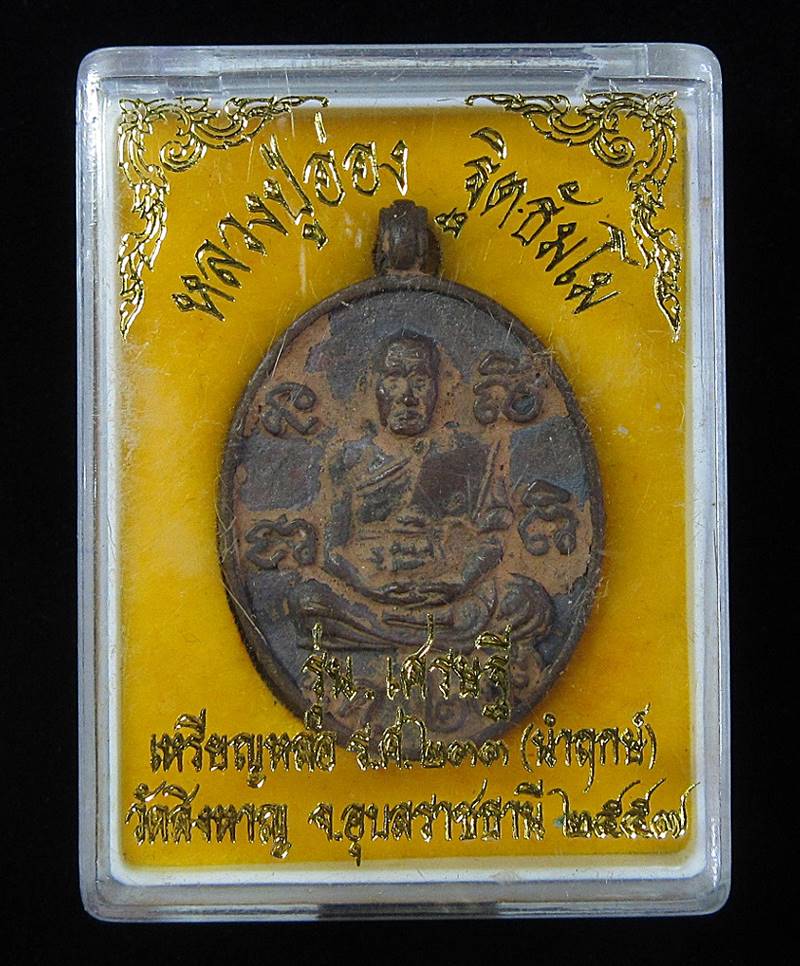 หลวงปู่อ่อง ฐิตธัมโม
รุ่น. เศรษฐี
เหรียญหล่อ ร.ศ.๒๓๓ (นำฤกษ์)
วัดสิงหาญ จ.อุบลราชธานี ๒๕๕๗